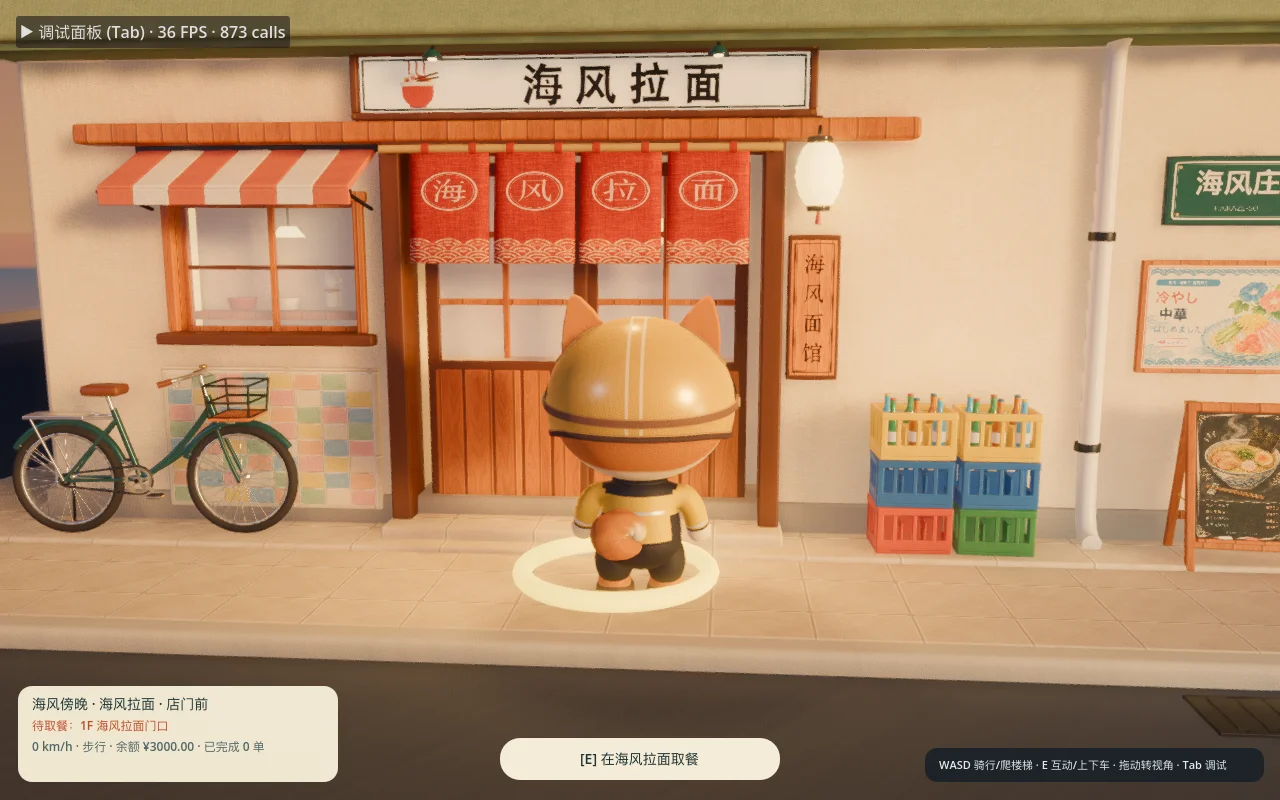 ▶ 调试面板 (Tab) · 36 FPS · 873 calls
海风拉面
海 风 拉 面
海风面馆
海风庄
冷やし
中華
はじめました
海风傍晚 · 海风拉面 · 店门前
待取餐：1F 海风拉面门口
0 km/h · 步行 · 余额 ¥3000.00 · 已完成 0 单
[E] 在海风拉面取餐
WASD 骑行/爬楼梯 · E 互动/上下车 · 拖动转视角 · Tab 调试